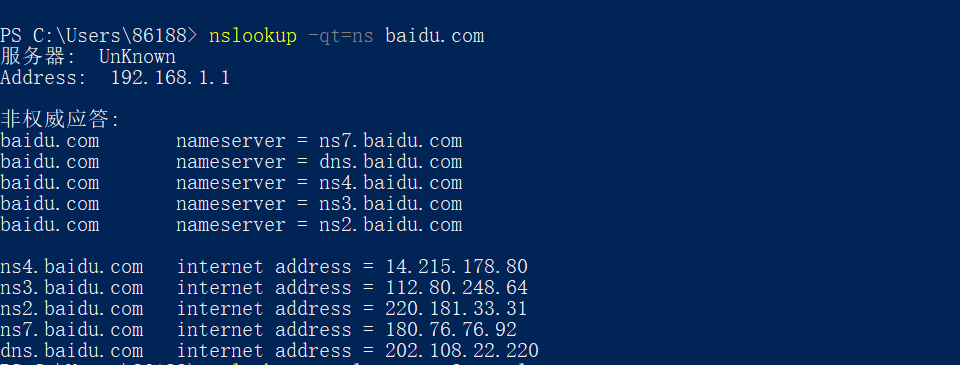 PS C:\Users\86188> nslookup -qt=ns baidu.com
服务器:  UnKnown
Address:  192.168.1.1
非权威应答:
baidu.com       nameserver = ns7.baidu.com
baidu.com       nameserver = dns.baidu.com
baidu.com       nameserver = ns4.baidu.com
baidu.com       nameserver = ns3.baidu.com
baidu.com       nameserver = ns2.baidu.com
ns4.baidu.com   internet address = 14.215.178.80
ns3.baidu.com   internet address = 112.80.248.64
ns2.baidu.com   internet address = 220.181.33.31
ns7.baidu.com   internet address = 180.76.76.92
dns.baidu.com   internet address = 202.108.22.220